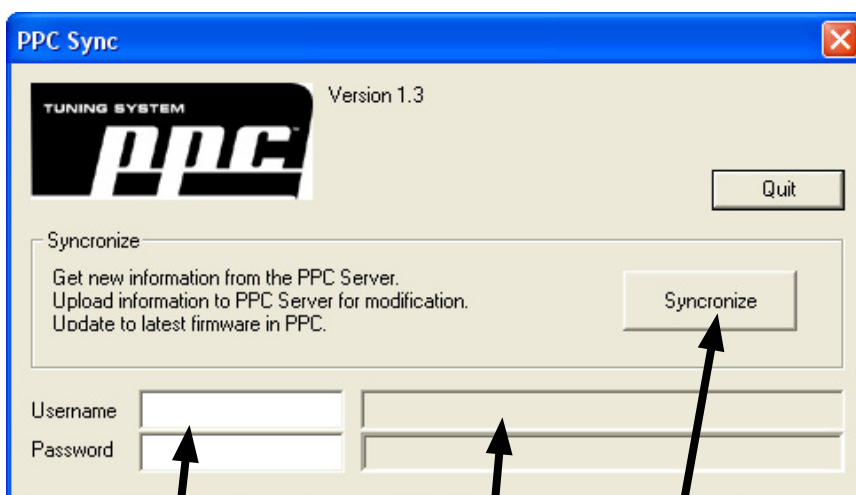 PPC Sync
TUNING SYSTEM
ppc
Version 1.3
Quit
Syncronize
Get new information from the PPC Server.
Upload information to PPC Server for modification.
Update to latest firmware in PPC.
Syncronize
Username
Password